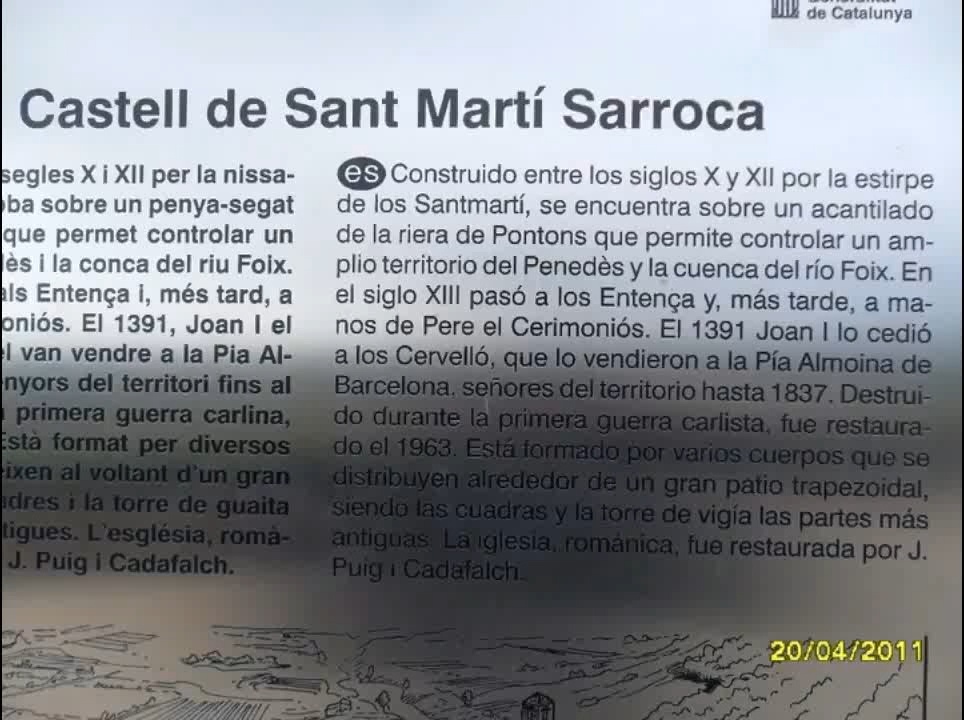 de Catalunya
Castell de Sant Martí Sarroca
segles X i XII per la nissa-
oba sobre un penya-segat
que permet controlar un
ès i la conca del riu Foix.
als Entença i, més tard, a
oniós. El 1391, Joan I el
el van vendre a la Pia Al-
nyors del territori fins al
primera guerra carlina,
Està format per diversos
eixen al voltant d'un gran
adres i la torre de guaita
tigues. L'església, romà-
J. Puig i Cadafalch.
es Construido entre los siglos X y XII por la estirpe
de los Santmartí, se encuentra sobre un acantilado
de la riera de Pontons que permite controlar un am-
plio territorio del Penedès y la cuenca del río Foix. En
el siglo XIII pasó a los Entença y, más tarde, a ma-
nos de Pere el Cerimoniós. El 1391 Joan I lo cedió
a los Cervelló, que lo vendieron a la Pía Almoina de
Barcelona, señores del territorio hasta 1837. Destrui-
do durante la primera guerra carlista, fue restaura-
do el 1963. Está formado por varios cuerpos que se
distribuyen alrededor de un gran patio trapezoidal,
siendo las cuadras y la torre de vigía las partes más
antiguas. La iglesia, románica, fue restaurada por J.
Puig i Cadafalch.
20/04/2011